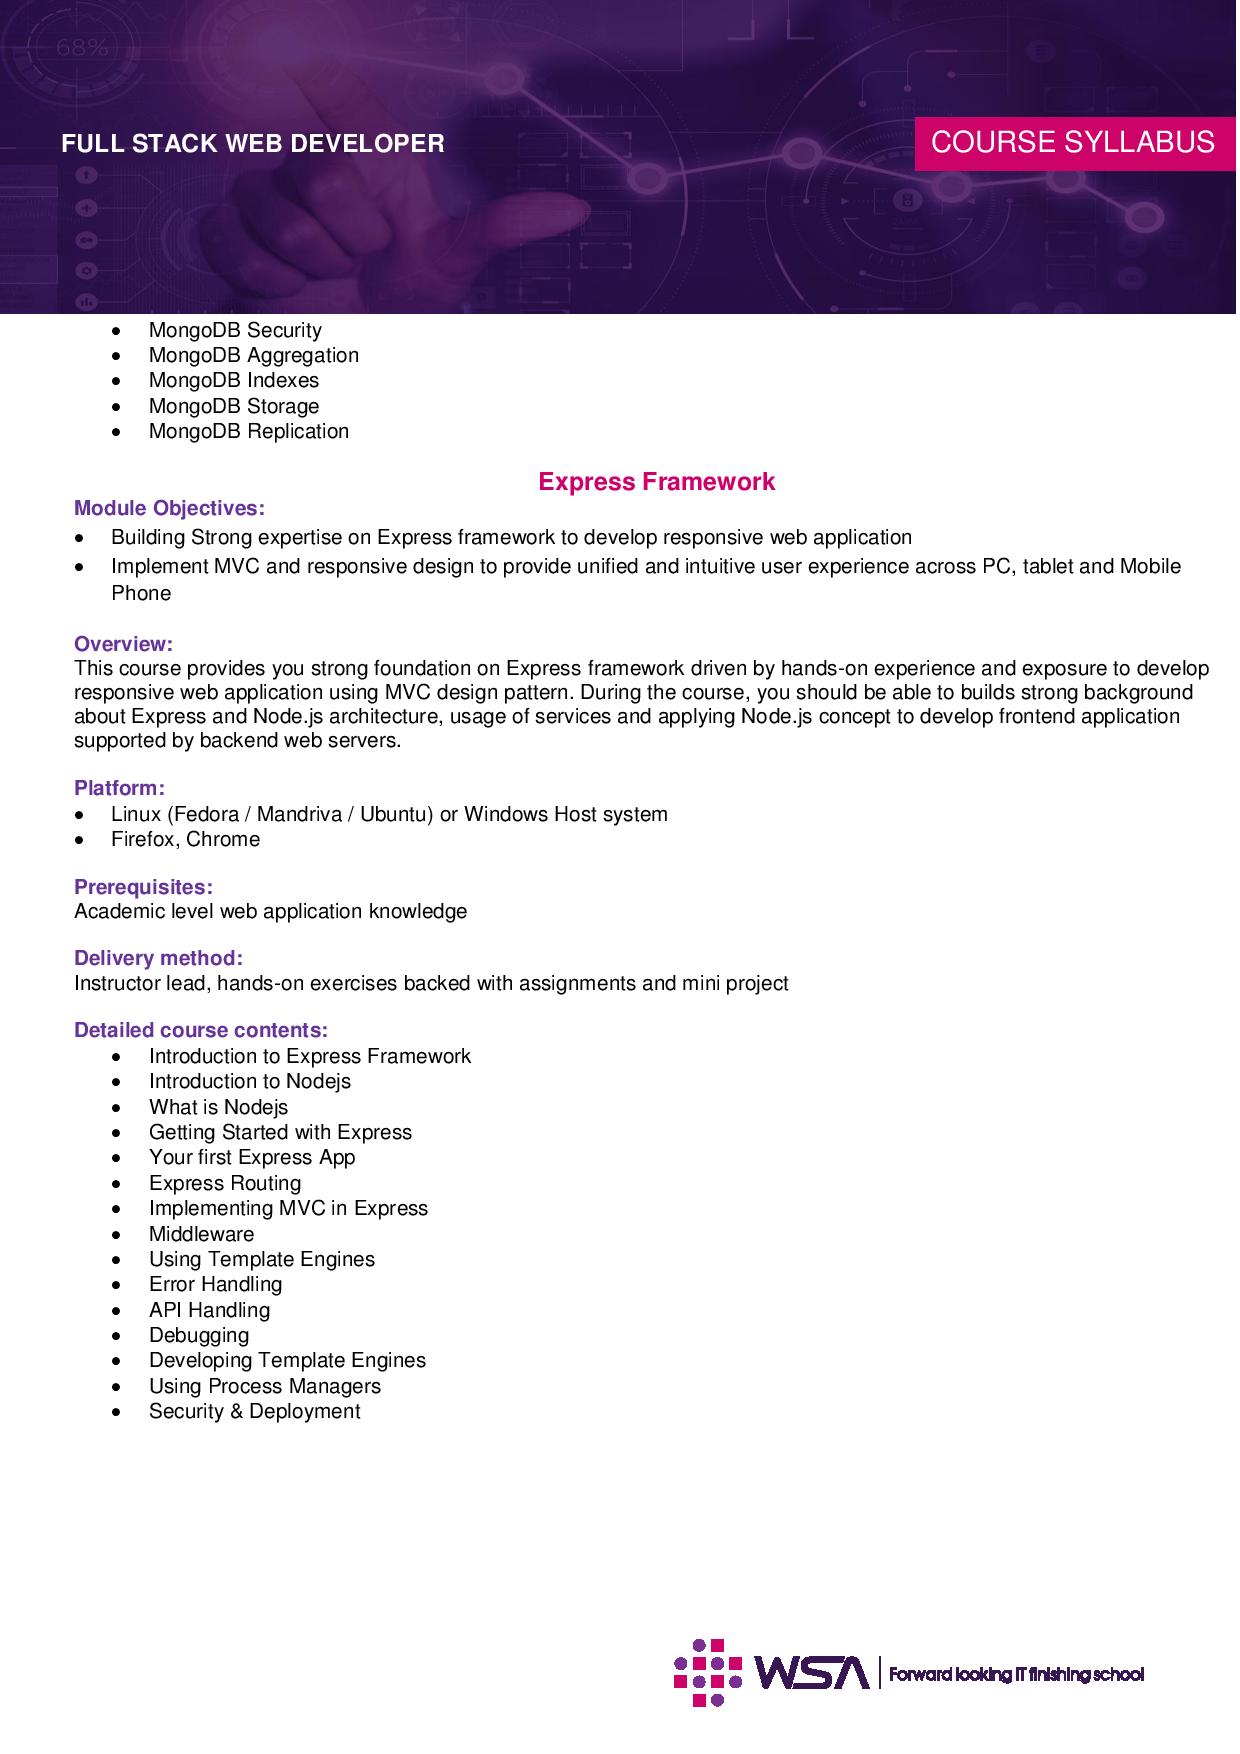 68%
FULL STACK WEB DEVELOPER
COURSE SYLLABUS
• MongoDB Security
• MongoDB Aggregation
• MongoDB Indexes
• MongoDB Storage
• MongoDB Replication
Express Framework
Module Objectives:
• Building Strong expertise on Express framework to develop responsive web application
• Implement MVC and responsive design to provide unified and intuitive user experience across PC, tablet and Mobile
Phone
Overview:
This course provides you strong foundation on Express framework driven by hands-on experience and exposure to develop
responsive web application using MVC design pattern. During the course, you should be able to builds strong background
about Express and Node.js architecture, usage of services and applying Node.js concept to develop frontend application
supported by backend web servers.
Platform:
• Linux (Fedora / Mandriva / Ubuntu) or Windows Host system
• Firefox, Chrome
Prerequisites:
Academic level web application knowledge
Delivery method:
Instructor lead, hands-on exercises backed with assignments and mini project
Detailed course contents:
• Introduction to Express Framework
• Introduction to Nodejs
• What is Nodejs
• Getting Started with Express
• Your first Express App
• Express Routing
• Implementing MVC in Express
• Middleware
• Using Template Engines
• Error Handling
• API Handling
• Debugging
• Developing Template Engines
• Using Process Managers
• Security & Deployment
WSA | Forward looking IT finishing school